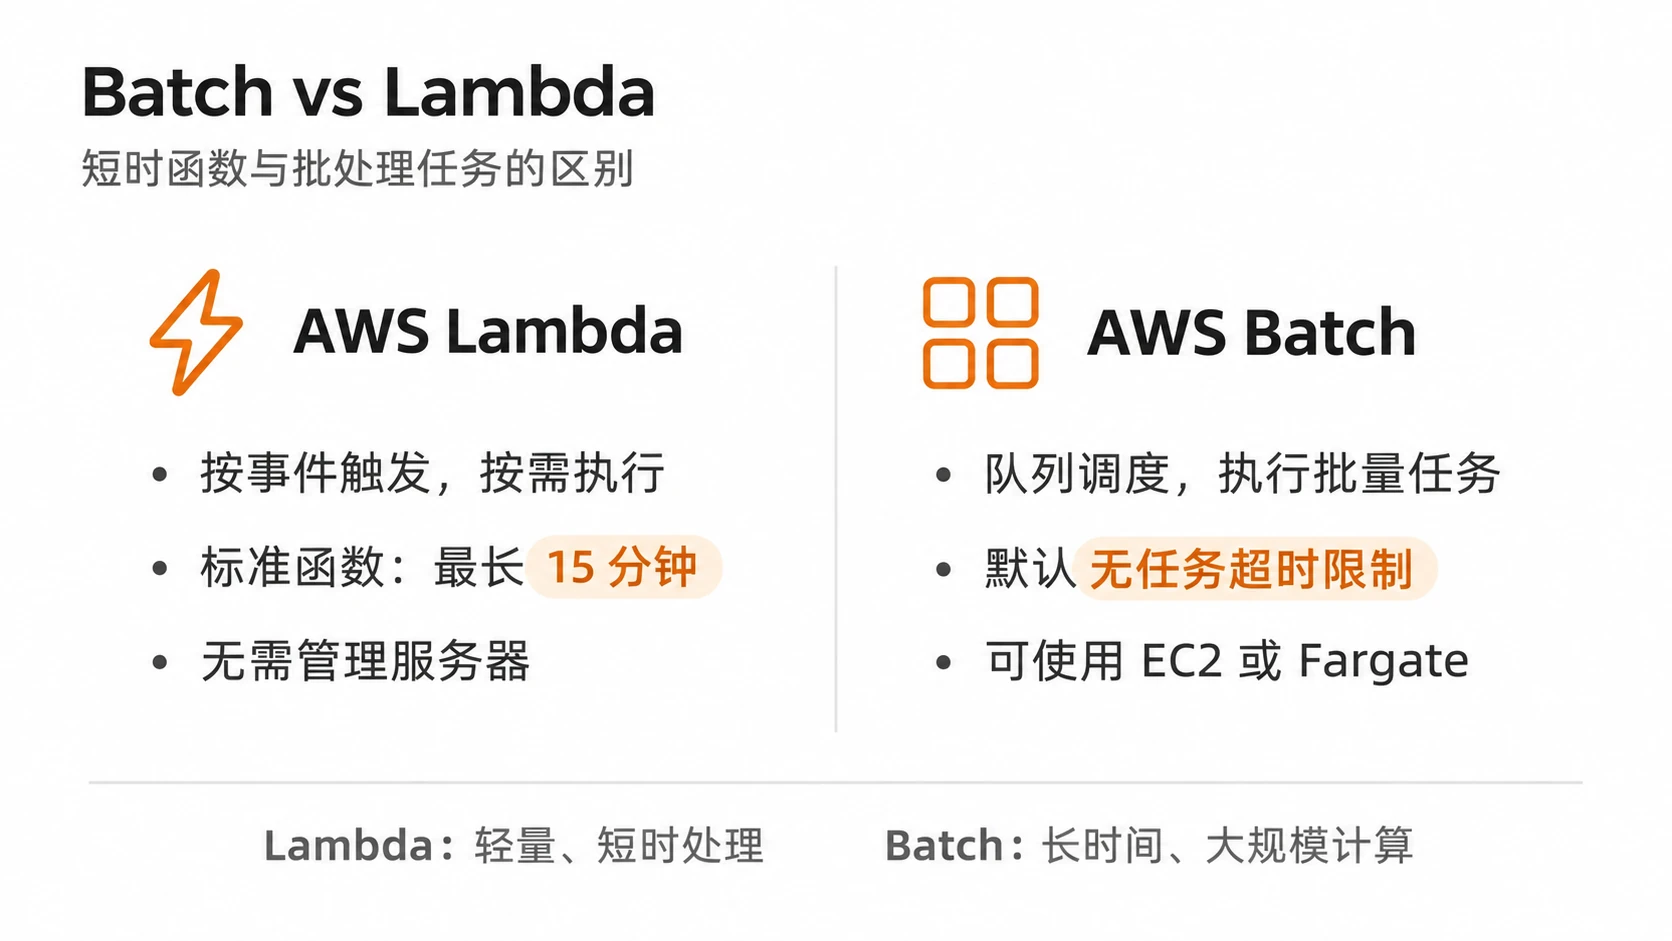 Batch vs Lambda
短时函数与批处理任务的区别
AWS Lambda
• 按事件触发，按需执行
• 标准函数：最长 15 分钟
• 无需管理服务器
AWS Batch
• 队列调度，执行批量任务
• 默认 无任务超时限制
• 可使用 EC2 或 Fargate
Lambda：轻量、短时处理
Batch：长时间、大规模计算